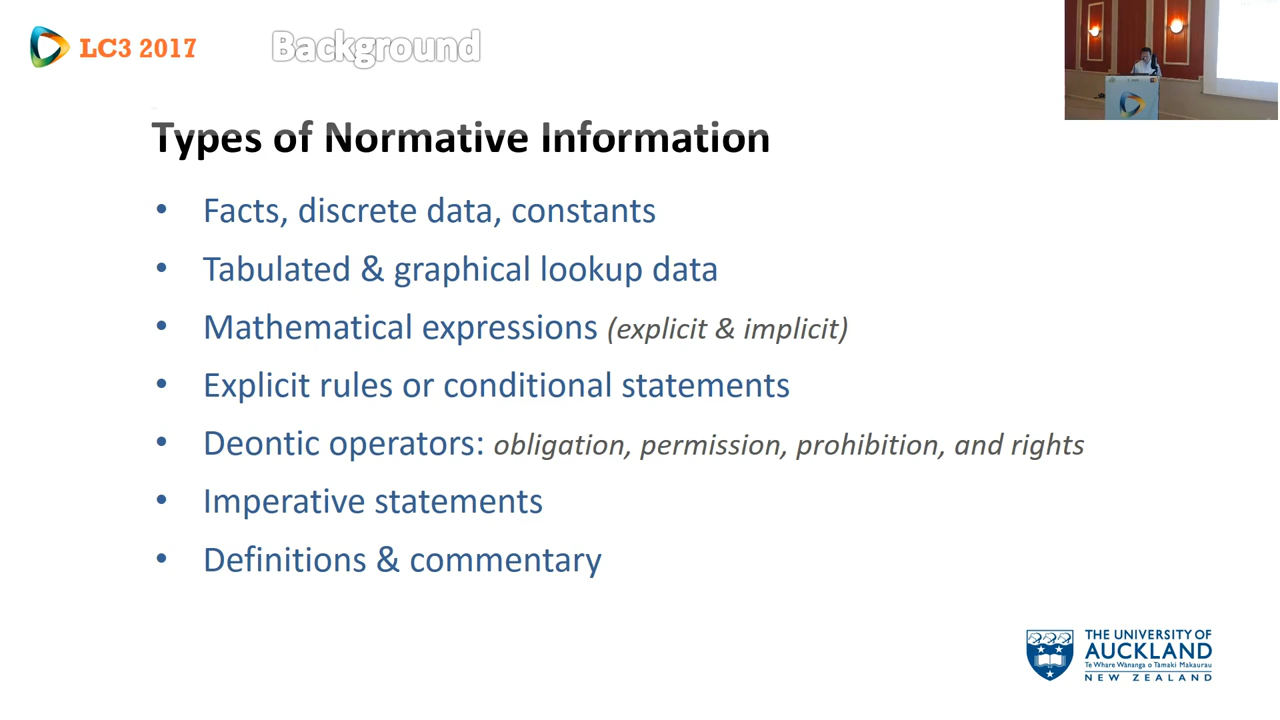 LC3 2017
Background
Types of Normative Information
• Facts, discrete data, constants
• Tabulated & graphical lookup data
• Mathematical expressions (explicit & implicit)
• Explicit rules or conditional statements
• Deontic operators: obligation, permission, prohibition, and rights
• Imperative statements
• Definitions & commentary
THE UNIVERSITY OF
AUCKLAND
Te Whare Wananga o Tamaki Makaurau
NEW ZEALAND